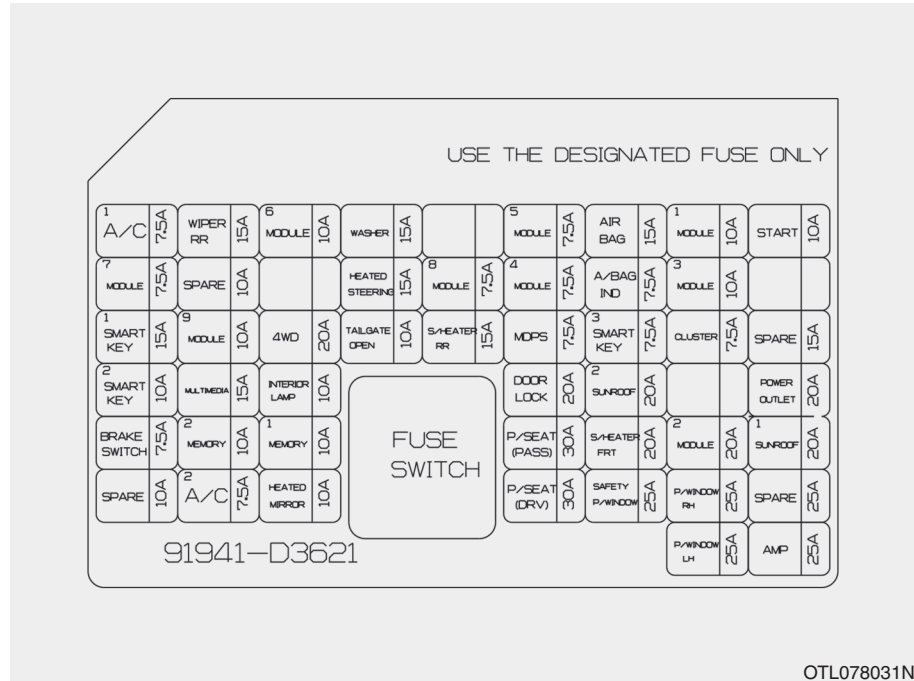 USE THE DESIGNATED FUSE ONLY
1 A/C 7.5A WIPER RR 15A 6 MODULE 10A WASHER 15A 5 MODULE 7.5A AIR BAG 15A 1 MODULE 10A START 10A
7 MODULE 7.5A SPARE 10A HEATED STEERING 15A 8 MODULE 7.5A 4 MODULE 7.5A A/BAG IND 7.5A 3 MODULE 10A
1 SMART KEY 15A 9 MODULE 10A 4WD 20A TAILGATE OPEN 10A S/HEATER RR 15A MDPS 7.5A 3 SMART KEY 7.5A CLUSTER 7.5A SPARE 15A
2 SMART KEY 10A MULTIMEDIA 15A INTERIOR LAMP 10A DOOR LOCK 20A 2 SUNROOF 20A POWER OUTLET 20A
BRAKE SWITCH 7.5A 2 MEMORY 10A 1 MEMORY 10A FUSE SWITCH P/SEAT (PASS) 30A S/HEATER FRT 20A 2 MODULE 20A 1 SUNROOF 20A
SPARE 10A 2 A/C 7.5A HEATED MIRROR 10A P/SEAT (DRV) 30A SAFETY P/WINDOW 25A P/WINDOW RH 25A SPARE 25A
91941-D3621 P/WINDOW LH 25A AMP 25A
OTL078031N